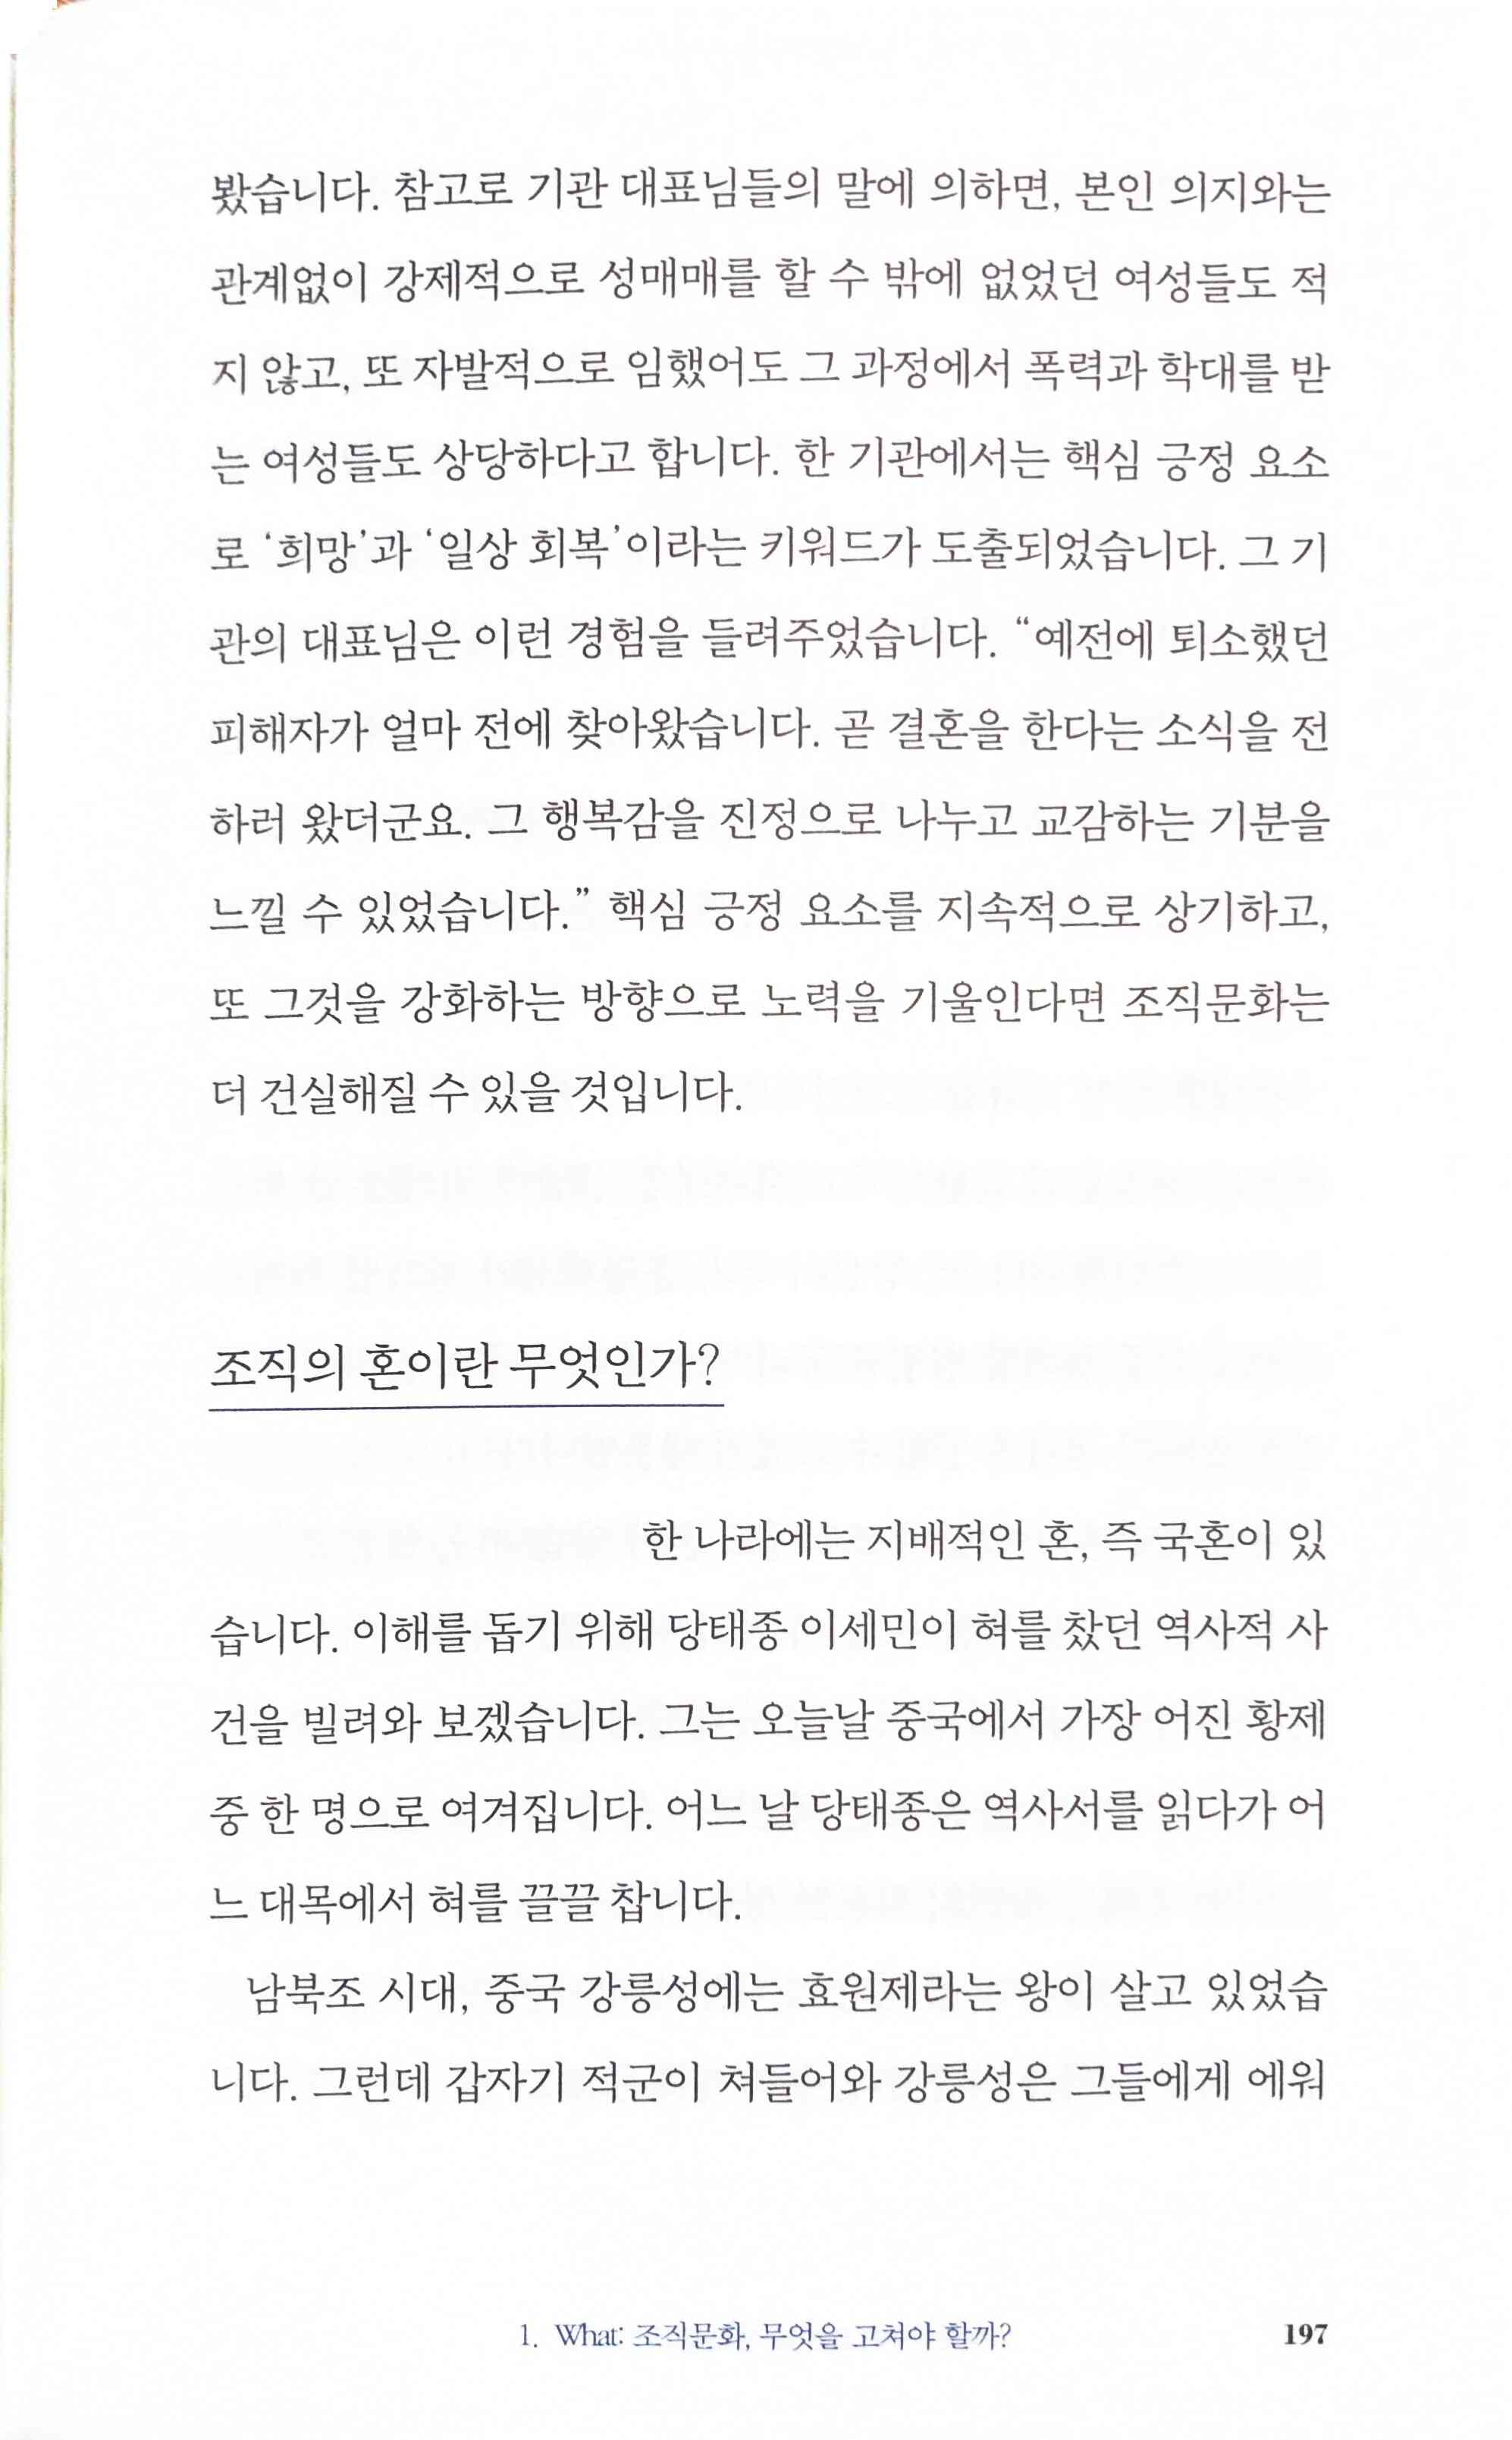 봤습니다. 참고로 기관 대표님들의 말에 의하면, 본인 의지와는
관계없이 강제적으로 성매매를 할 수 밖에 없었던 여성들도 적
지 않고, 또 자발적으로 임했어도 그 과정에서 폭력과 학대를 받
는 여성들도 상당하다고 합니다. 한 기관에서는 핵심 긍정 요소
로 ‘희망’과 ‘일상 회복’이라는 키워드가 도출되었습니다. 그 기
관의 대표님은 이런 경험을 들려주었습니다. “예전에 퇴소했던
피해자가 얼마 전에 찾아왔습니다. 곧 결혼을 한다는 소식을 전
하러 왔더군요. 그 행복감을 진정으로 나누고 교감하는 기분을
느낄 수 있었습니다.” 핵심 긍정 요소를 지속적으로 상기하고,
또 그것을 강화하는 방향으로 노력을 기울인다면 조직문화는
더 건실해질 수 있을 것입니다.
조직의 혼이란 무엇인가?
한 나라에는 지배적인 혼, 즉 국혼이 있
습니다. 이해를 돕기 위해 당태종 이세민이 혀를 찼던 역사적 사
건을 빌려와 보겠습니다. 그는 오늘날 중국에서 가장 어진 황제
중 한 명으로 여겨집니다. 어느 날 당태종은 역사서를 읽다가 어
느 대목에서 혀를 끌끌 찹니다.
남북조 시대, 중국 강릉성에는 효원제라는 왕이 살고 있었습
니다. 그런데 갑자기 적군이 쳐들어와 강릉성은 그들에게 에워
1. What: 조직문화, 무엇을 고쳐야 할까?
197